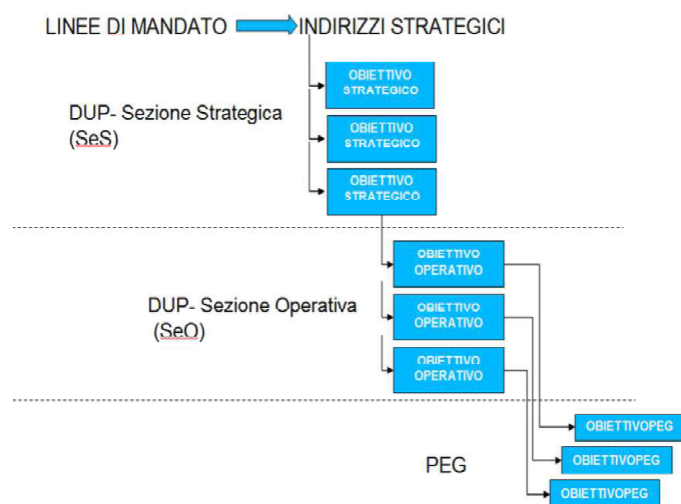 LINEE DI MANDATO INDIRIZZI STRATEGICI
OBIETTIVO
STRATEGICO
DUP- Sezione Strategica
(SeS)
OBIETTIVO
STRATEGICO
OBIETTIVO
STRATEGICO
OBIETTIVO
OPERATIVO
DUP- Sezione Operativa
(SeO)
OBIETTIVO
OPERATIVO
OBIETTIVO
OPERATIVO
OBIETTIVOPEG
PEG
OBIETTIVOPEG
OBIETTIVOPEG